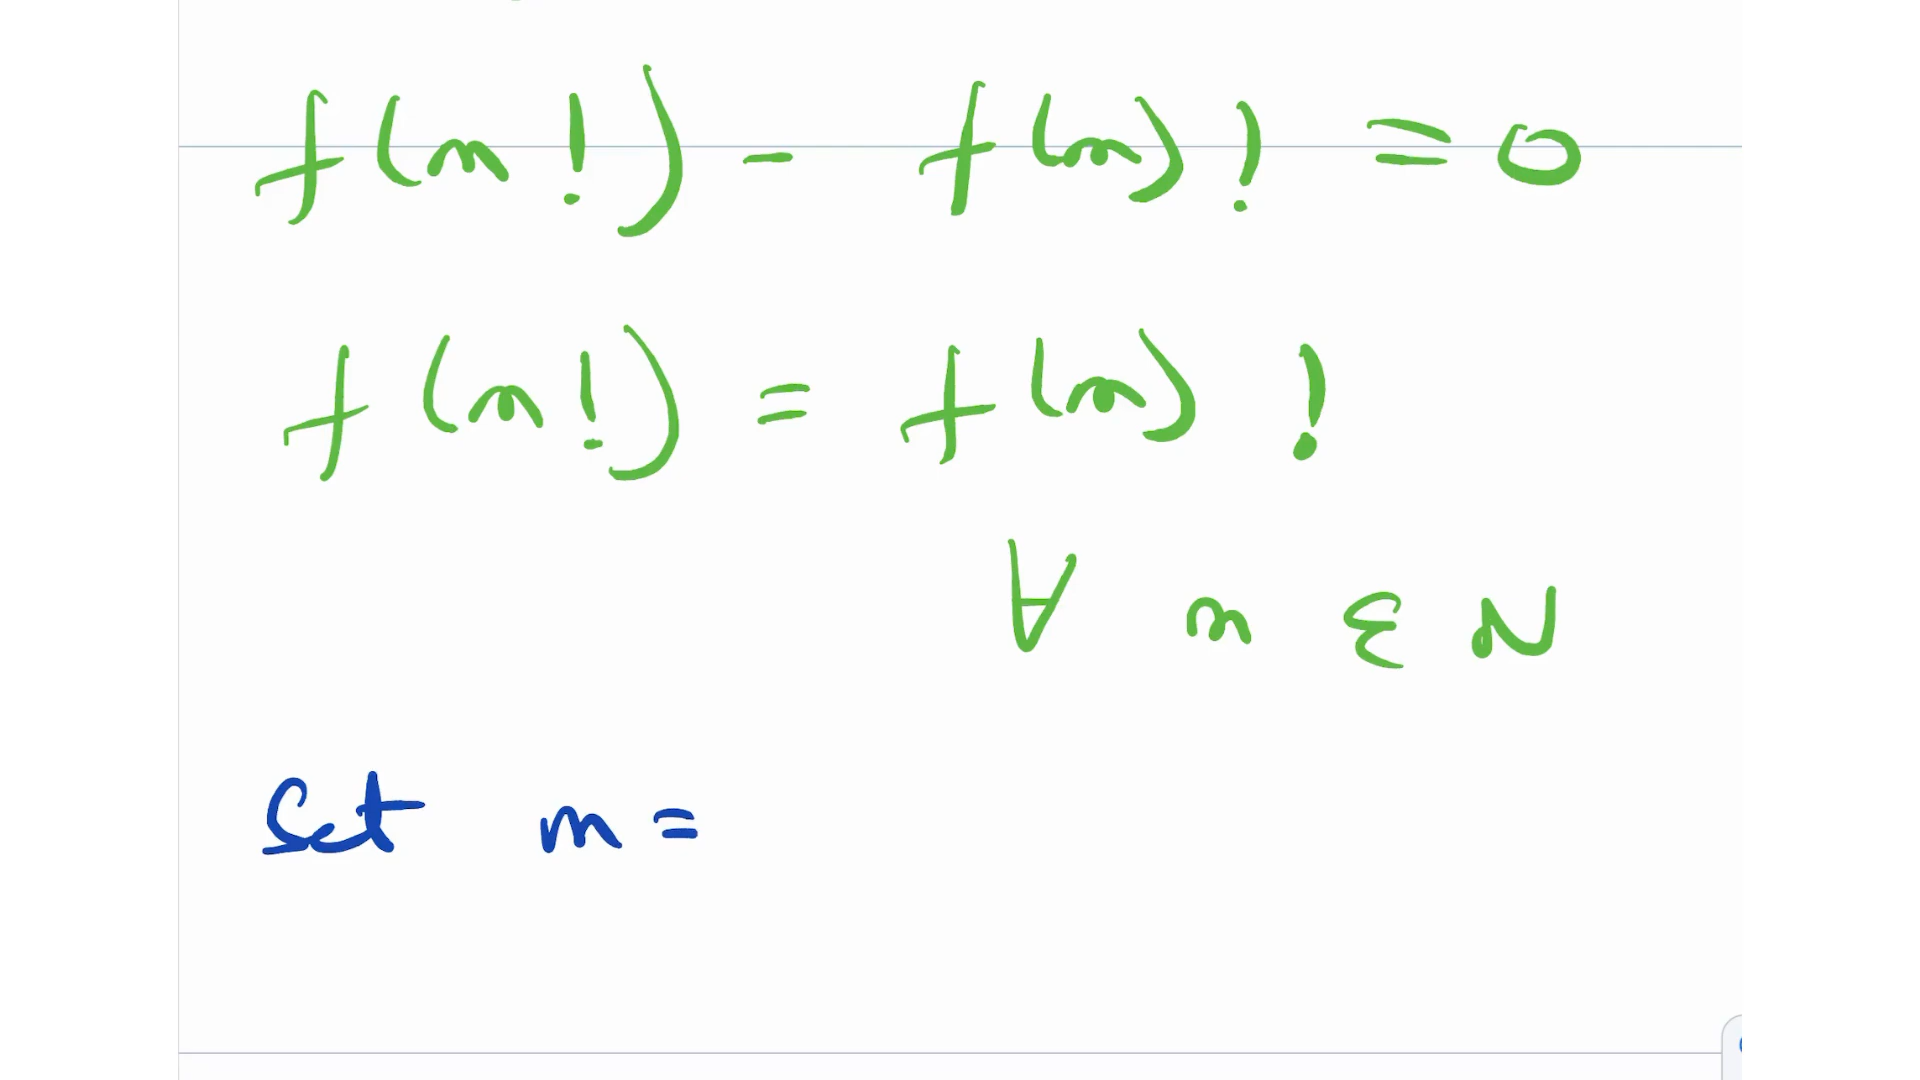 f(m!) - f(m)! = 0
f(m!) = f(m)!
∀ m ∈ N
Set m =